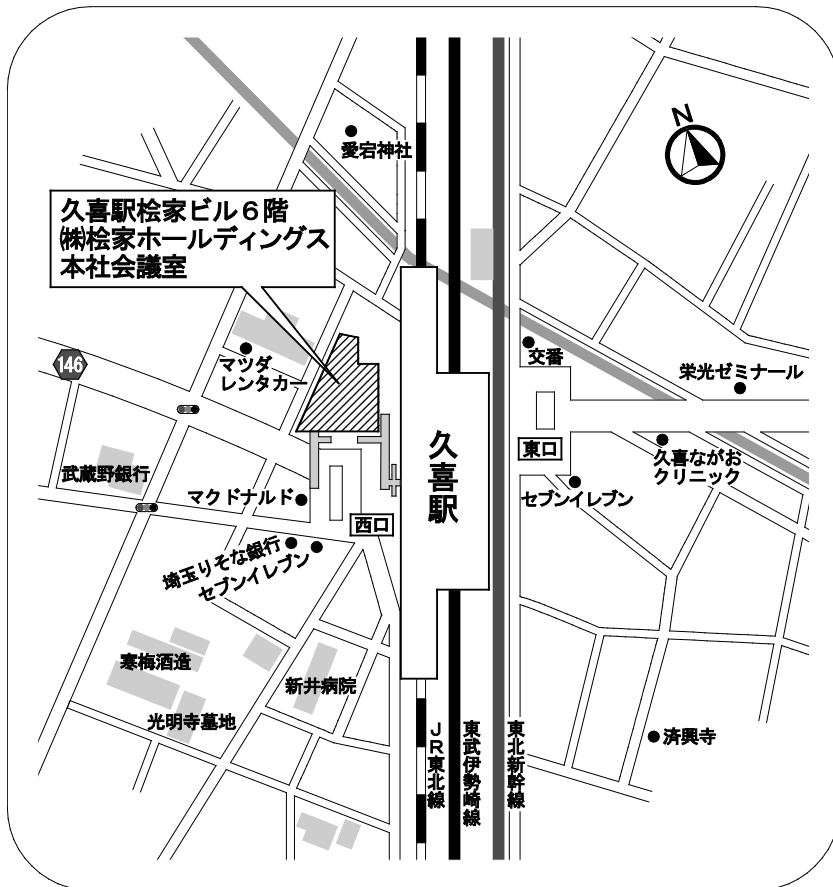 N
愛宕神社
久喜駅桧家ビル6階
㈱桧家ホールディングス
本社会議室
146
マツダ
レンタカー
交番
栄光ゼミナール
久喜駅
東口
久喜ながお
クリニック
武蔵野銀行
マクドナルド
セブンイレブン
西口
埼玉りそな銀行
セブンイレブン
寒梅酒造
新井病院
光明寺墓地
JR東北線
東武伊勢崎線
東北新幹線
済興寺